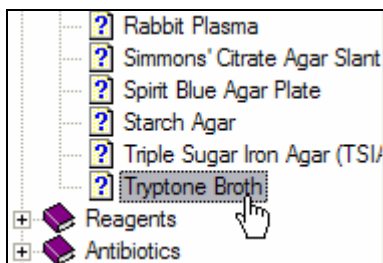 Rabbit Plasma
Simmons' Citrate Agar Slant
Spirit Blue Agar Plate
Starch Agar
Triple Sugar Iron Agar (TSIA
Tryptone Broth
Reagents
Antibiotics